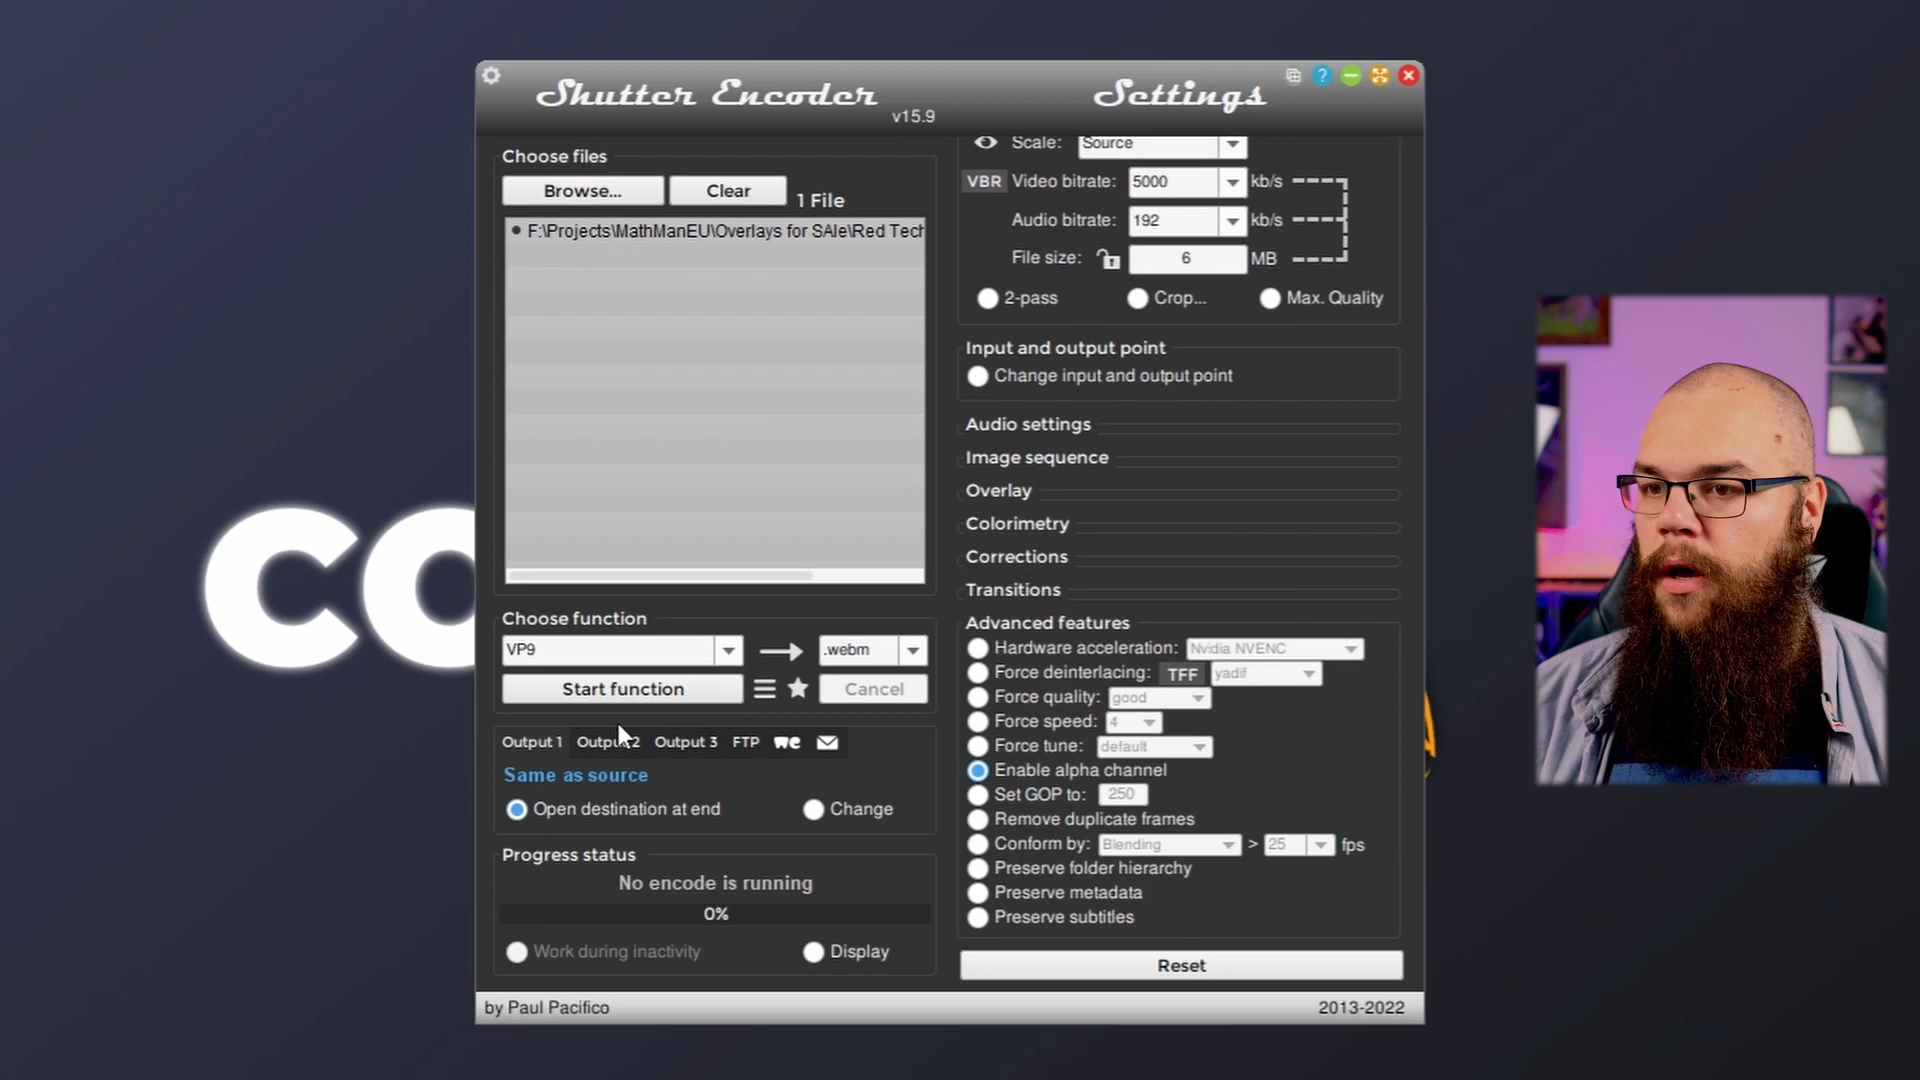 Shutter Encoder
v15.9
Settings
?
Choose files
Browse...
Clear
1 File
F:\Projects\MathManEU\Overlays for SAle\Red Tech
Choose function
VP9
.webm
Start function
Cancel
Output 1
Output 2
Output 3
FTP
we
Same as source
Open destination at end
Change
Progress status
No encode is running
0%
Work during inactivity
Display
Scale: Source
VBR Video bitrate: 5000 kb/s
Audio bitrate: 192 kb/s
File size: 6 MB
2-pass
Crop...
Max. Quality
Input and output point
Change input and output point
Audio settings
Image sequence
Overlay
Colorimetry
Corrections
Transitions
Advanced features
Hardware acceleration: Nvidia NVENC
Force deinterlacing: TFF yadif
Force quality: good
Force speed: 4
Force tune: default
Enable alpha channel
Set GOP to: 250
Remove duplicate frames
Conform by: Blending > 25 fps
Preserve folder hierarchy
Preserve metadata
Preserve subtitles
Reset
by Paul Pacifico
2013-2022